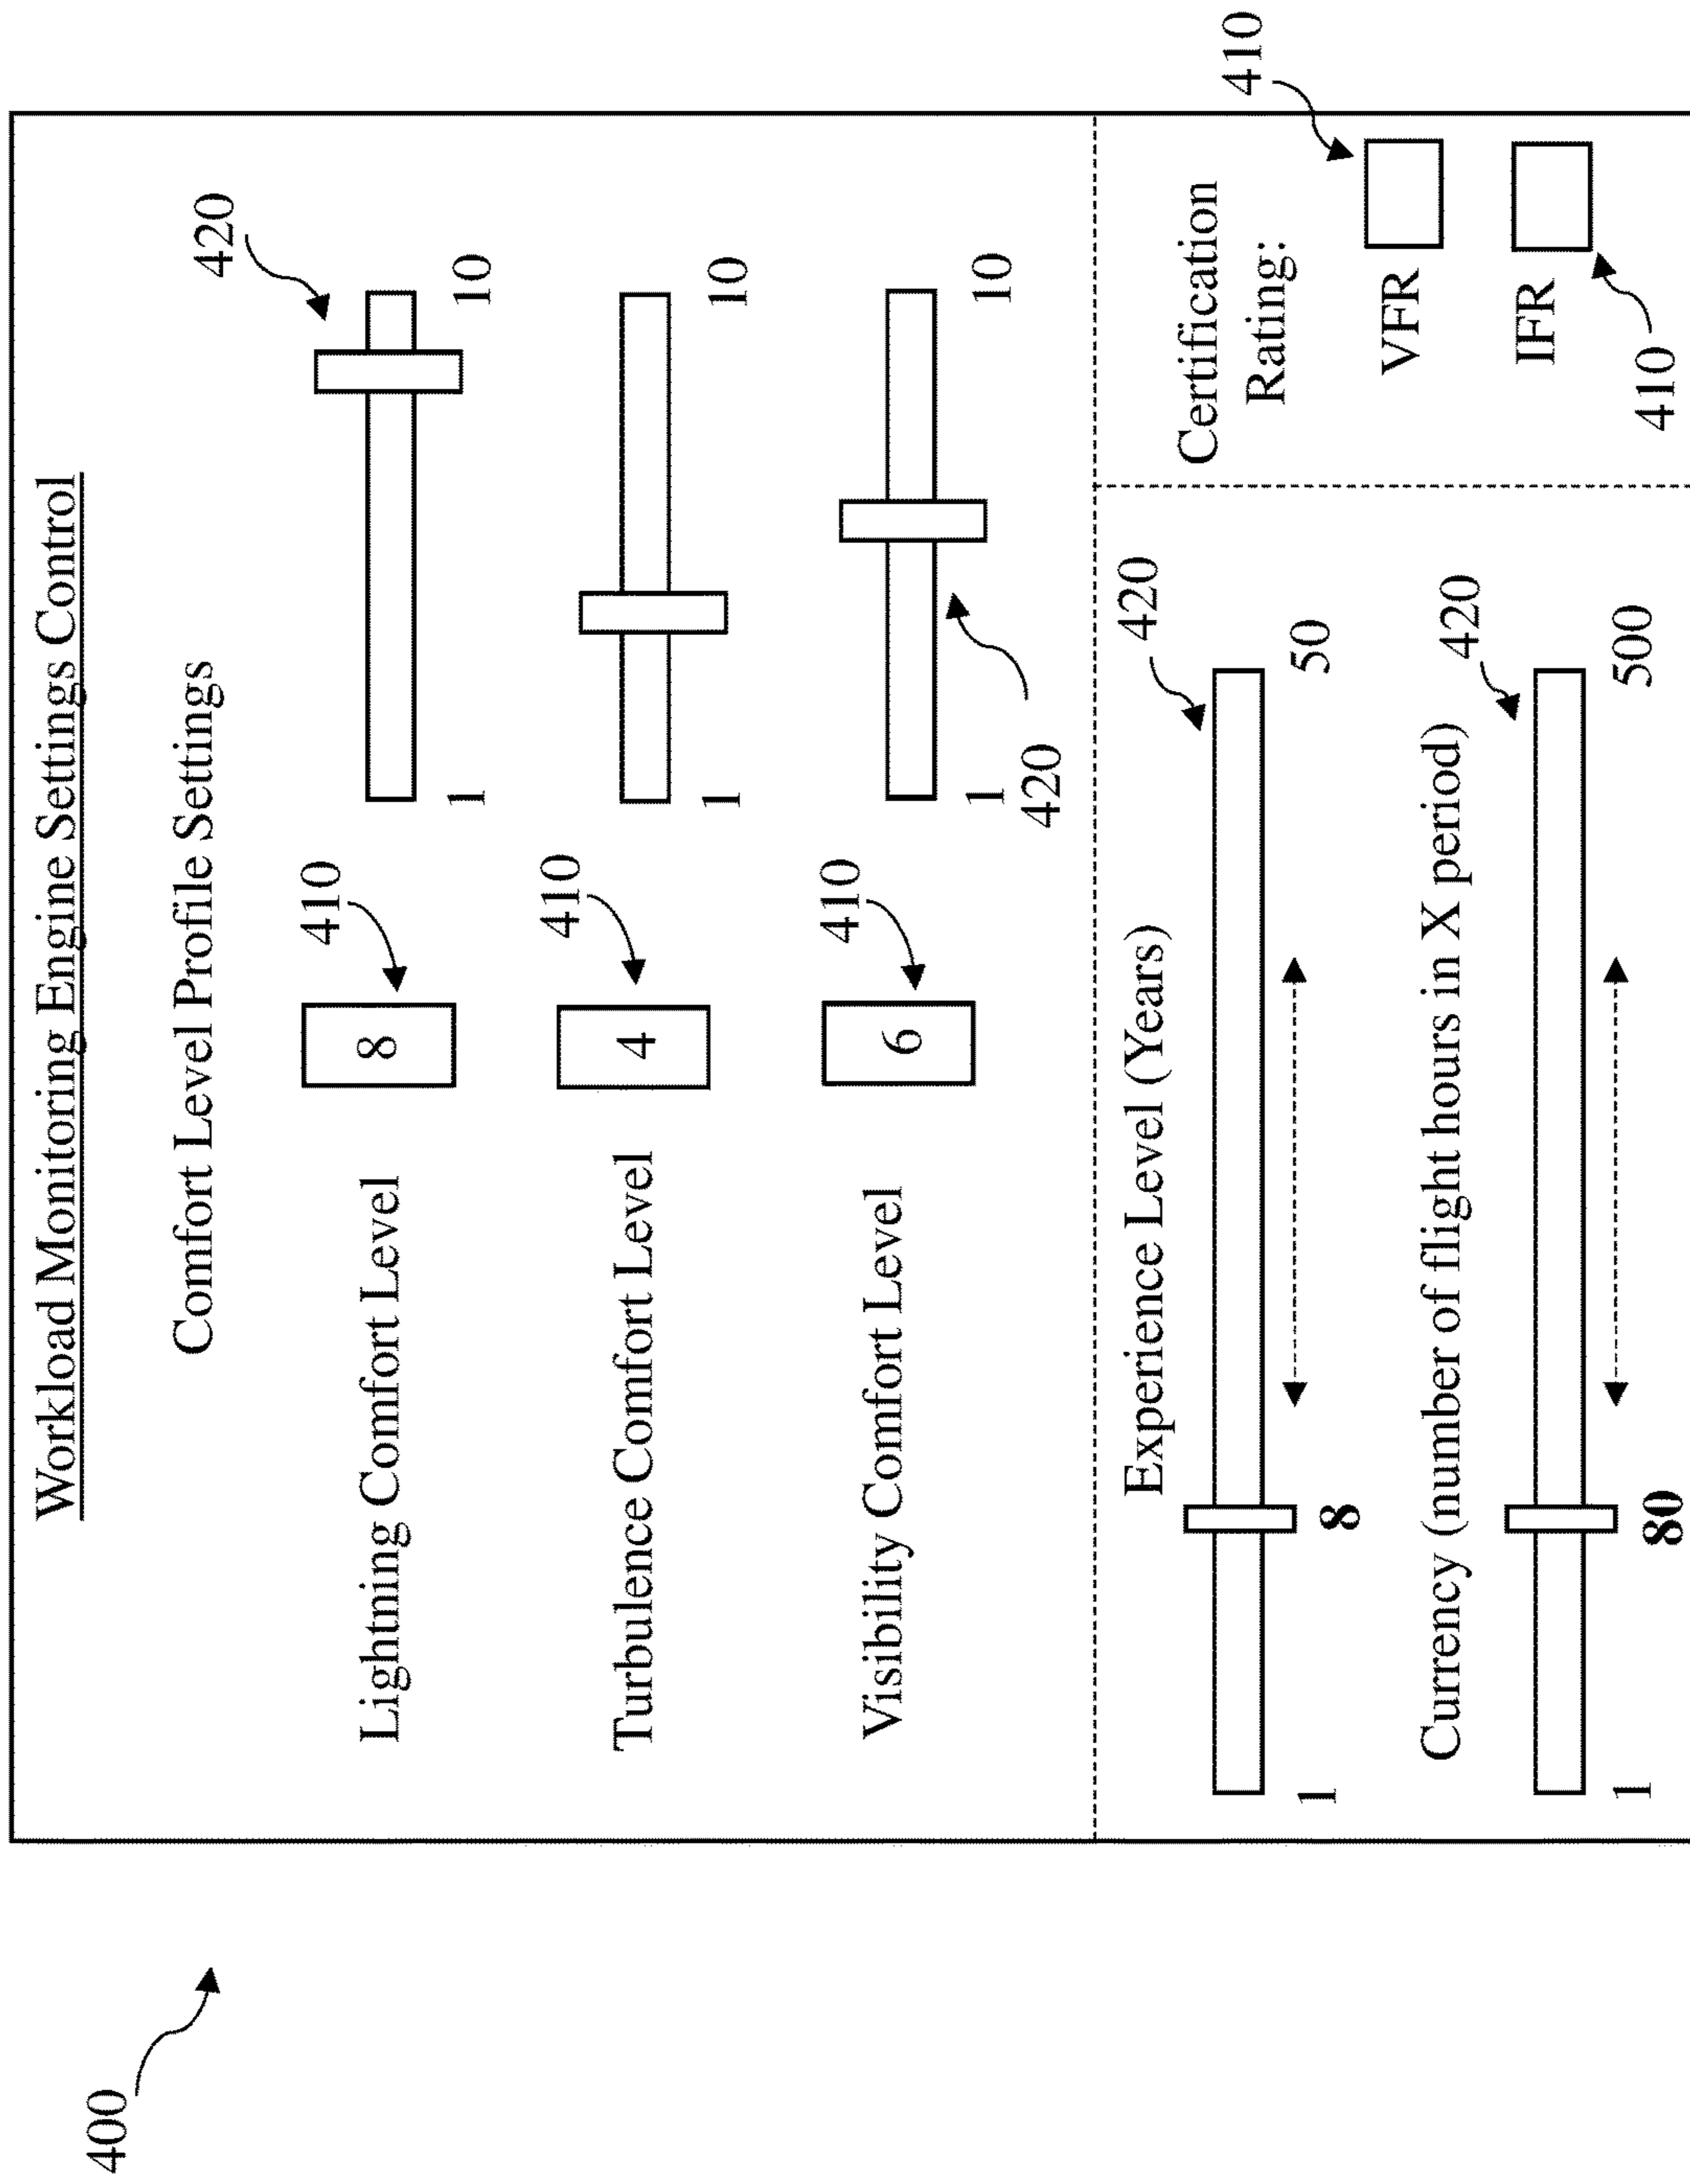 400
Workload Monitoring Engine Settings Control
Comfort Level Profile Settings
420
410
Lightning Comfort Level
8
1
10
410
Turbulence Comfort Level
4
1
10
410
Visibility Comfort Level
6
1
10
420
Experience Level (Years)
420
1
8
50
Currency (number of flight hours in X period)
420
1
80
500
Certification
Rating:
410
VFR
IFR
410